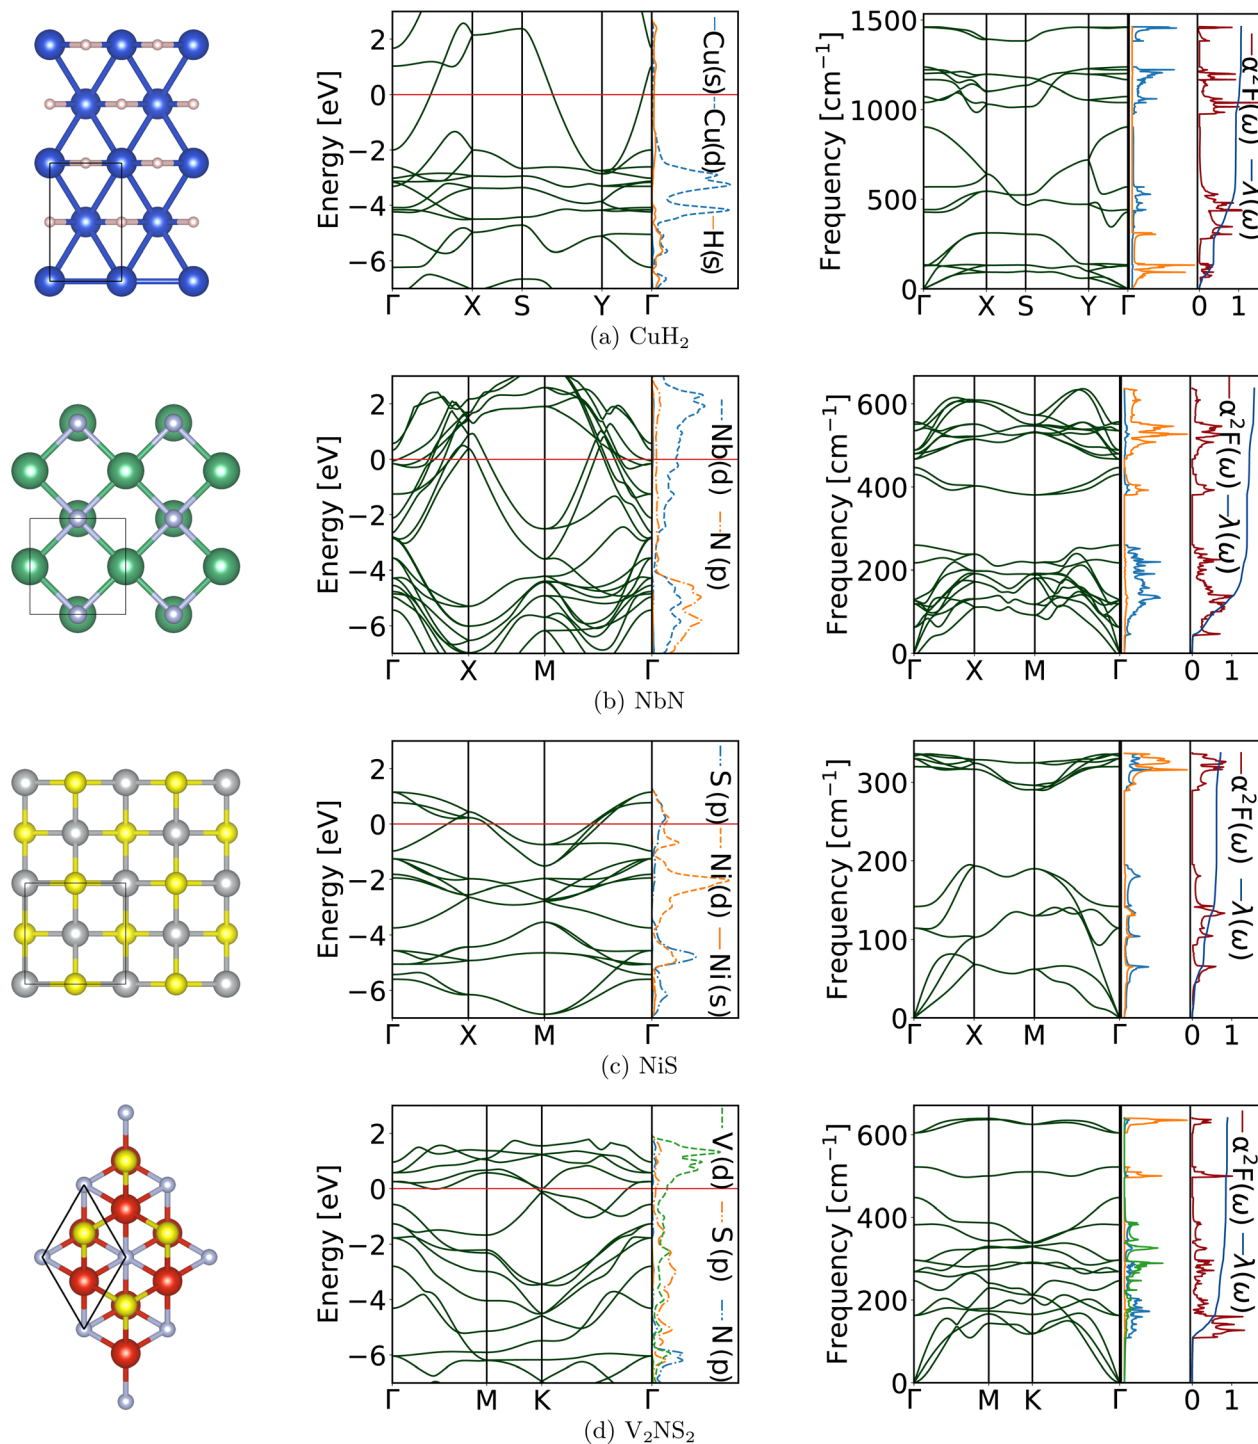 Energy [eV]
2
0
−2
−4
−6
Γ X S Y Γ
Cu(s)
Cu(d)
H(s)
Frequency [cm⁻¹]
1500
1000
500
0
Γ X S Y Γ
0 1
α²F(ω) λ(ω)
(a) CuH₂
Energy [eV]
2
0
−2
−4
−6
Γ X M Γ
Nb(d)
N(p)
Frequency [cm⁻¹]
600
400
200
0
Γ X M Γ
0 1
α²F(ω) λ(ω)
(b) NbN
Energy [eV]
2
0
−2
−4
−6
Γ X M Γ
S(p)
Ni(d)
Ni(s)
Frequency [cm⁻¹]
300
200
100
0
Γ X M Γ
0 1
α²F(ω) λ(ω)
(c) NiS
Energy [eV]
2
0
−2
−4
−6
Γ M K Γ
V(d)
S(p)
N(p)
Frequency [cm⁻¹]
600
400
200
0
Γ M K Γ
0 1
α²F(ω) λ(ω)
(d) V₂NS₂